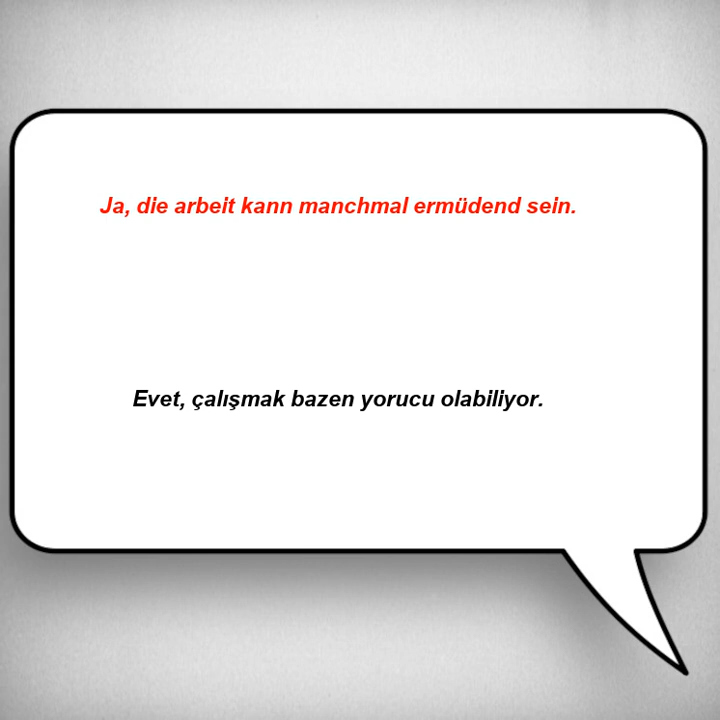 Ja, die arbeit kann manchmal ermüdend sein.
Evet, çalışmak bazen yorucu olabiliyor.